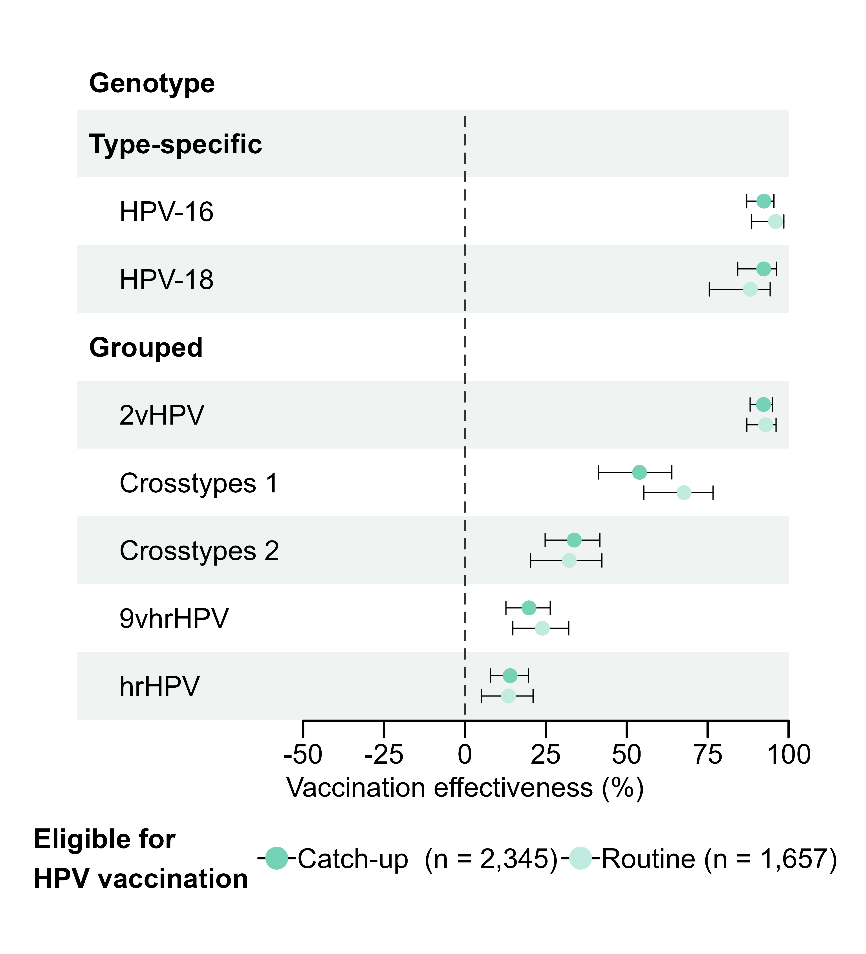 Genotype
Type-specific
HPV-16
HPV-18
Grouped
2vHPV
Crosstypes 1
Crosstypes 2
9vhrHPV
hrHPV
-50 -25 0 25 50 75 100
Vaccination effectiveness (%)
Eligible for
HPV vaccination
Catch-up (n = 2,345) Routine (n = 1,657)